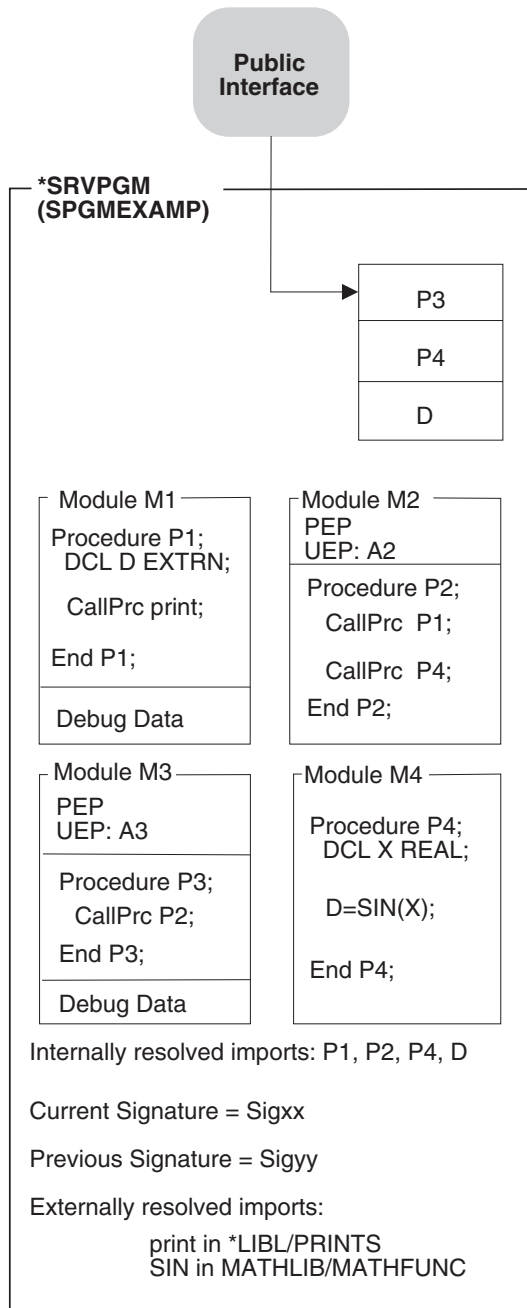 Public
Interface
*SRVPGM
(SPGMEXAMP)
P3
P4
D
Module M1
Procedure P1;
DCL D EXTRN;
CallPrc print;
End P1;
Debug Data
Module M2
PEP
UEP: A2
Procedure P2;
CallPrc P1;
CallPrc P4;
End P2;
Module M3
PEP
UEP: A3
Procedure P3;
CallPrc P2;
End P3;
Debug Data
Module M4
Procedure P4;
DCL X REAL;
D=SIN(X);
End P4;
Internally resolved imports: P1, P2, P4, D
Current Signature = Sigxx
Previous Signature = Sigyy
Externally resolved imports:
print in *LIBL/PRINTS
SIN in MATHLIB/MATHFUNC